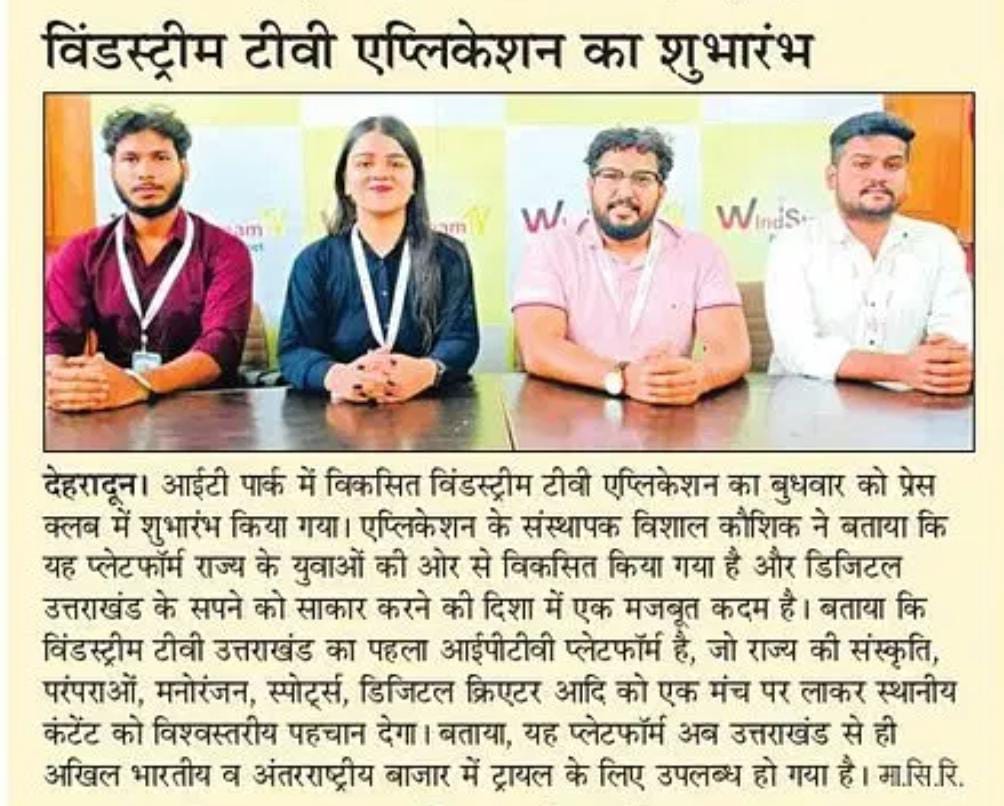 विंडस्ट्रीम टीवी एप्लिकेशन का शुभारंभ
WindSt
देहरादून। आईटी पार्क में विकसित विंडस्ट्रीम टीवी एप्लिकेशन का बुधवार को प्रेस
क्लब में शुभारंभ किया गया। एप्लिकेशन के संस्थापक विशाल कौशिक ने बताया कि
यह प्लेटफॉर्म राज्य के युवाओं की ओर से विकसित किया गया है और डिजिटल
उत्तराखंड के सपने को साकार करने की दिशा में एक मजबूत कदम है। बताया कि
विंडस्ट्रीम टीवी उत्तराखंड का पहला आईपीटीवी प्लेटफॉर्म है, जो राज्य की संस्कृति,
परंपराओं, मनोरंजन, स्पोर्ट्स, डिजिटल क्रिएटर आदि को एक मंच पर लाकर स्थानीय
कंटेंट को विश्वस्तरीय पहचान देगा। बताया, यह प्लेटफॉर्म अब उत्तराखंड से ही
अखिल भारतीय व अंतरराष्ट्रीय बाजार में ट्रायल के लिए उपलब्ध हो गया है। मा.सि.रि.